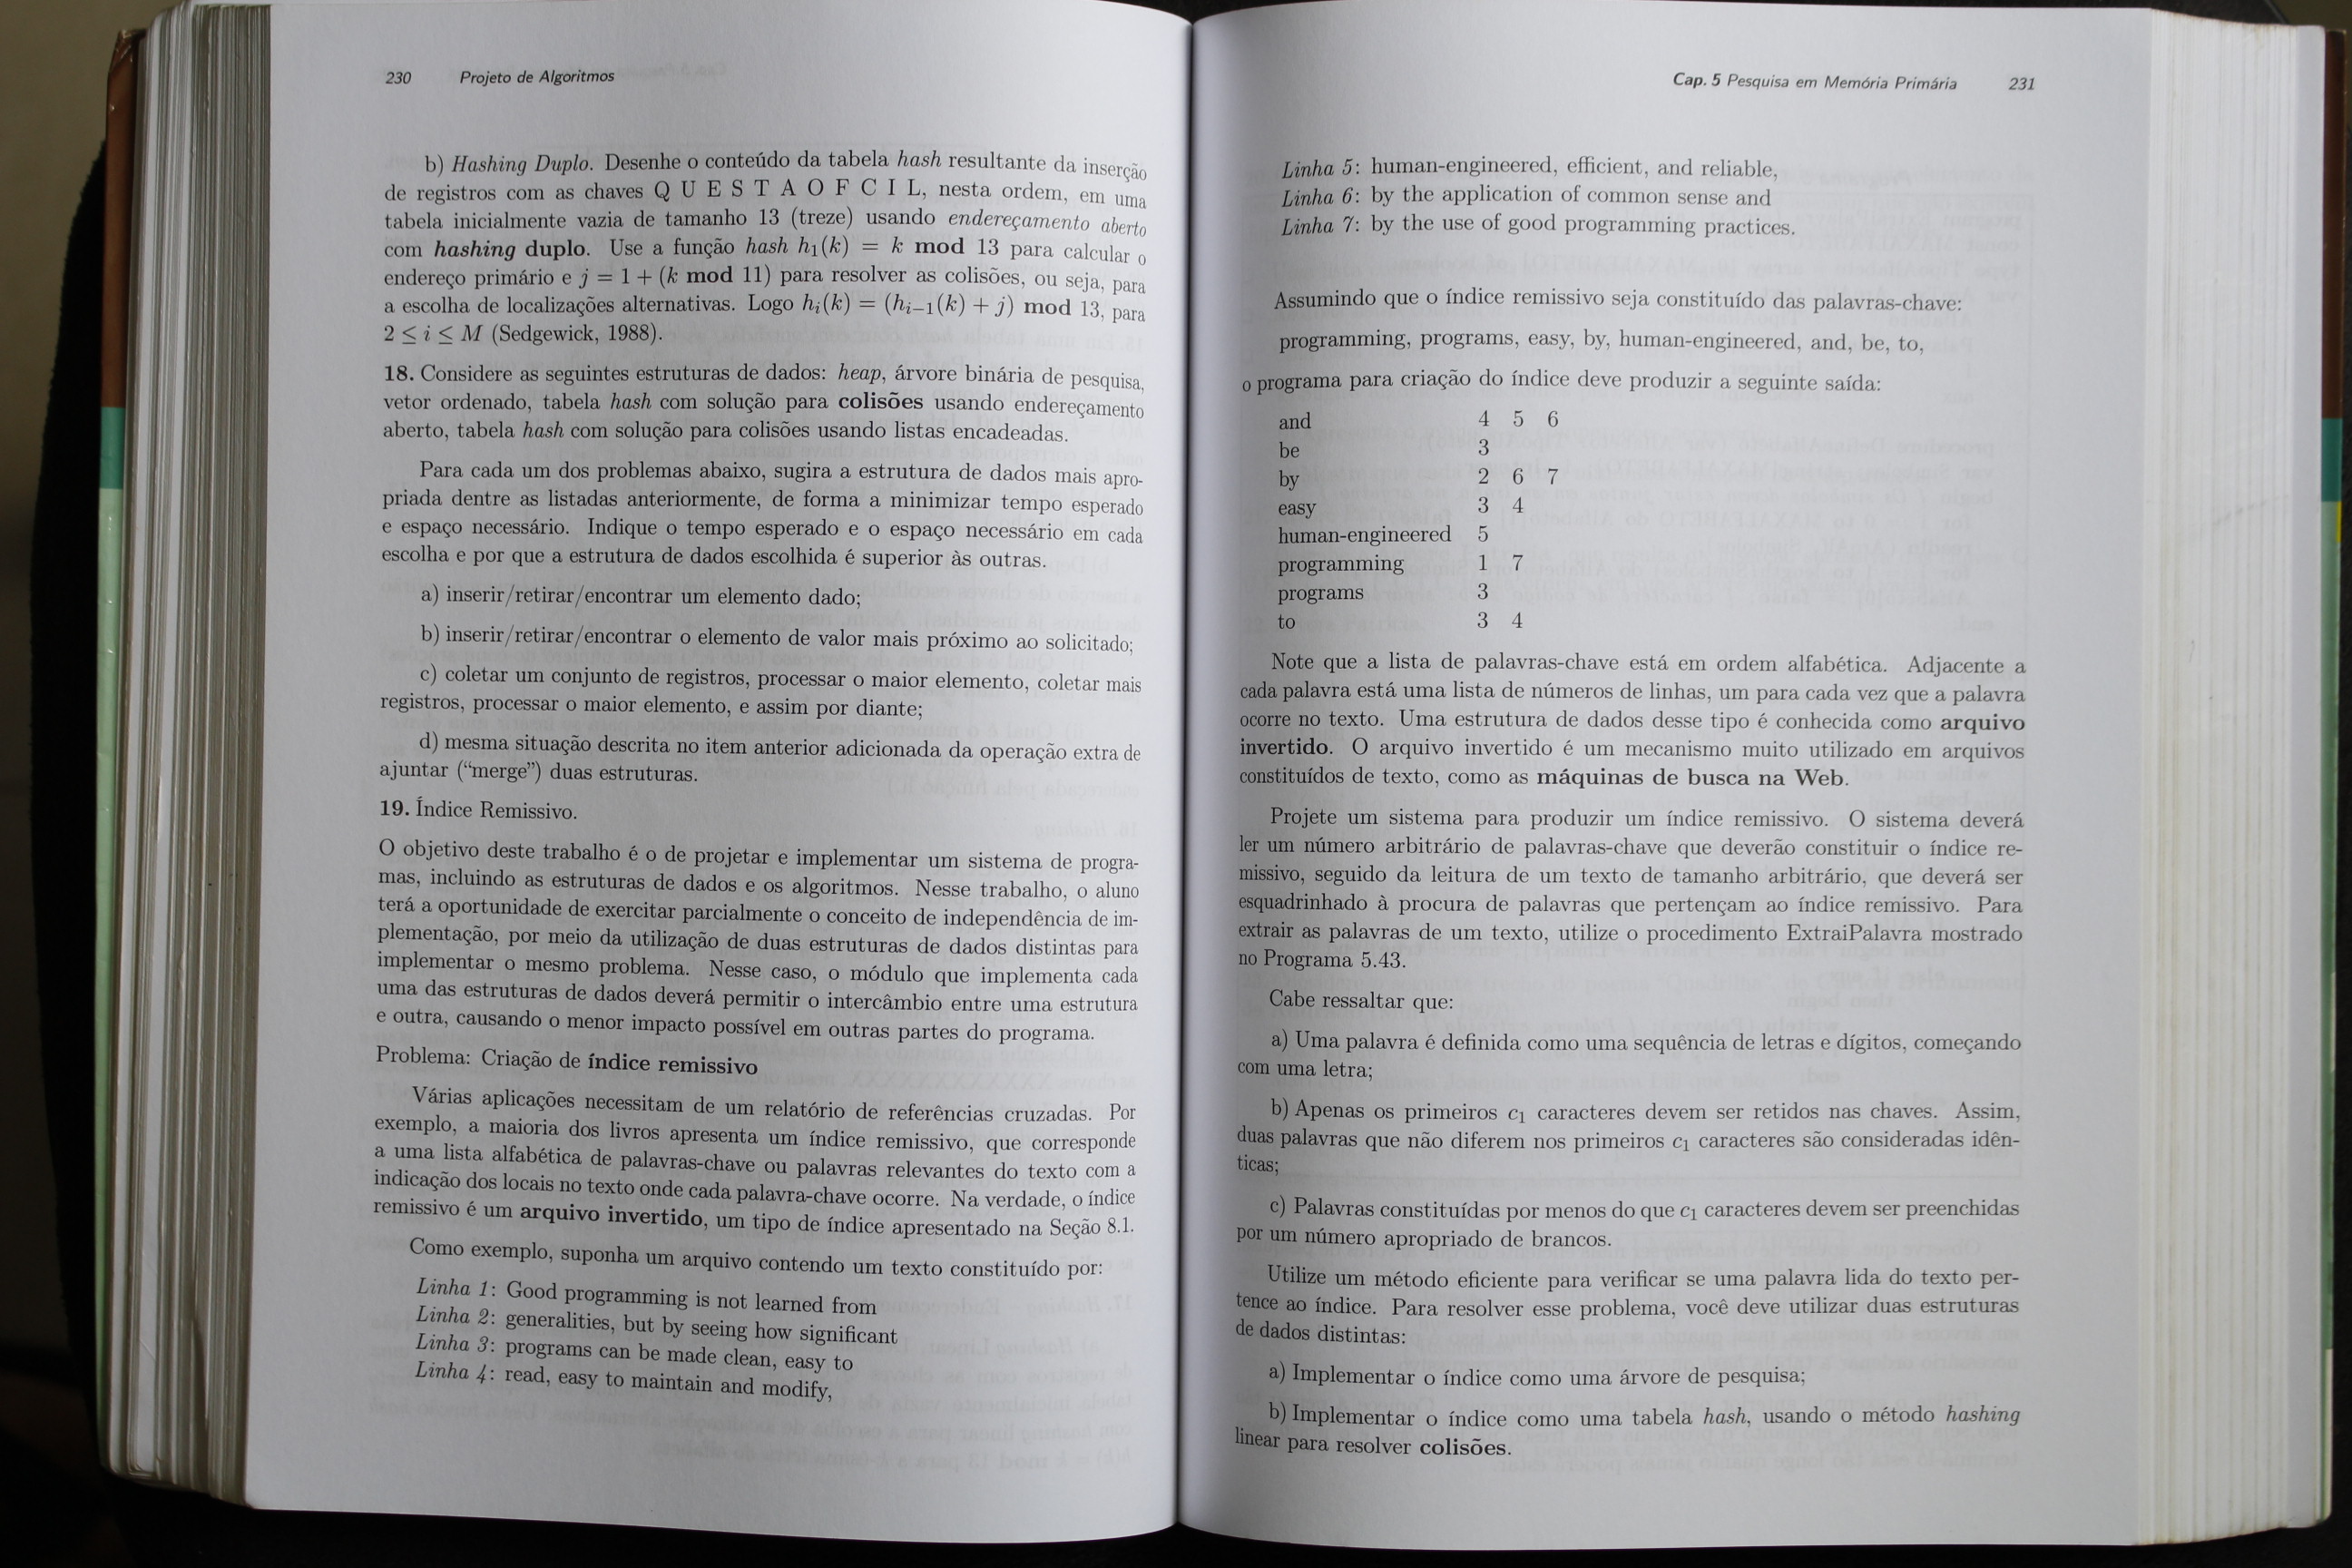 230 Projeto de Algoritmos
b) Hashing Duplo. Desenhe o conteúdo da tabela hash resultante da inserção
de registros com as chaves Q U E S T A O F C I L, nesta ordem, em uma
tabela inicialmente vazia de tamanho 13 (treze) usando endereçamento aberto
com hashing duplo. Use a função hash h₁(k) = k mod 13 para calcular o
endereço primário e j = 1 + (k mod 11) para resolver as colisões, ou seja, para
a escolha de localizações alternativas. Logo hᵢ(k) = (hᵢ₋₁(k) + j) mod 13, para
2 ≤ i ≤ M (Sedgewick, 1988).
18. Considere as seguintes estruturas de dados: heap, árvore binária de pesquisa,
vetor ordenado, tabela hash com solução para colisões usando endereçamento
aberto, tabela hash com solução para colisões usando listas encadeadas.
Para cada um dos problemas abaixo, sugira a estrutura de dados mais apro-
priada dentre as listadas anteriormente, de forma a minimizar tempo esperado
e espaço necessário. Indique o tempo esperado e o espaço necessário em cada
escolha e por que a estrutura de dados escolhida é superior às outras.
a) inserir/retirar/encontrar um elemento dado;
b) inserir/retirar/encontrar o elemento de valor mais próximo ao solicitado;
c) coletar um conjunto de registros, processar o maior elemento, coletar mais
registros, processar o maior elemento, e assim por diante;
d) mesma situação descrita no item anterior adicionada da operação extra de
ajuntar (“merge”) duas estruturas.
19. Índice Remissivo.
O objetivo deste trabalho é o de projetar e implementar um sistema de progra-
mas, incluindo as estruturas de dados e os algoritmos. Nesse trabalho, o aluno
terá a oportunidade de exercitar parcialmente o conceito de independência de im-
plementação, por meio da utilização de duas estruturas de dados distintas para
implementar o mesmo problema. Nesse caso, o módulo que implementa cada
uma das estruturas de dados deverá permitir o intercâmbio entre uma estrutura
e outra, causando o menor impacto possível em outras partes do programa.
Problema: Criação de índice remissivo
Várias aplicações necessitam de um relatório de referências cruzadas. Por
exemplo, a maioria dos livros apresenta um índice remissivo, que corresponde
a uma lista alfabética de palavras-chave ou palavras relevantes do texto com a
indicação dos locais no texto onde cada palavra-chave ocorre. Na verdade, o índice
remissivo é um arquivo invertido, um tipo de índice apresentado na Seção 8.1.
Como exemplo, suponha um arquivo contendo um texto constituído por:
Linha 1: Good programming is not learned from
Linha 2: generalities, but by seeing how significant
Linha 3: programs can be made clean, easy to
Linha 4: read, easy to maintain and modify,
Cap. 5 Pesquisa em Memória Primária 231
Linha 5: human-engineered, efficient, and reliable,
Linha 6: by the application of common sense and
Linha 7: by the use of good programming practices.
Assumindo que o índice remissivo seja constituído das palavras-chave:
programming, programs, easy, by, human-engineered, and, be, to,
o programa para criação do índice deve produzir a seguinte saída:
and 4 5 6
be 3
by 2 6 7
easy 3 4
human-engineered 5
programming 1 7
programs 3
to 3 4
Note que a lista de palavras-chave está em ordem alfabética. Adjacente a
cada palavra está uma lista de números de linhas, um para cada vez que a palavra
ocorre no texto. Uma estrutura de dados desse tipo é conhecida como arquivo
invertido. O arquivo invertido é um mecanismo muito utilizado em arquivos
constituídos de texto, como as máquinas de busca na Web.
Projete um sistema para produzir um índice remissivo. O sistema deverá
ler um número arbitrário de palavras-chave que deverão constituir o índice re-
missivo, seguido da leitura de um texto de tamanho arbitrário, que deverá ser
esquadrinhado à procura de palavras que pertençam ao índice remissivo. Para
extrair as palavras de um texto, utilize o procedimento ExtraiPalavra mostrado
no Programa 5.43.
Cabe ressaltar que:
a) Uma palavra é definida como uma sequência de letras e dígitos, começando
com uma letra;
b) Apenas os primeiros c₁ caracteres devem ser retidos nas chaves. Assim,
duas palavras que não diferem nos primeiros c₁ caracteres são consideradas idên-
ticas;
c) Palavras constituídas por menos do que c₁ caracteres devem ser preenchidas
por um número apropriado de brancos.
Utilize um método eficiente para verificar se uma palavra lida do texto per-
tence ao índice. Para resolver esse problema, você deve utilizar duas estruturas
de dados distintas:
a) Implementar o índice como uma árvore de pesquisa;
b) Implementar o índice como uma tabela hash, usando o método hashing
linear para resolver colisões.